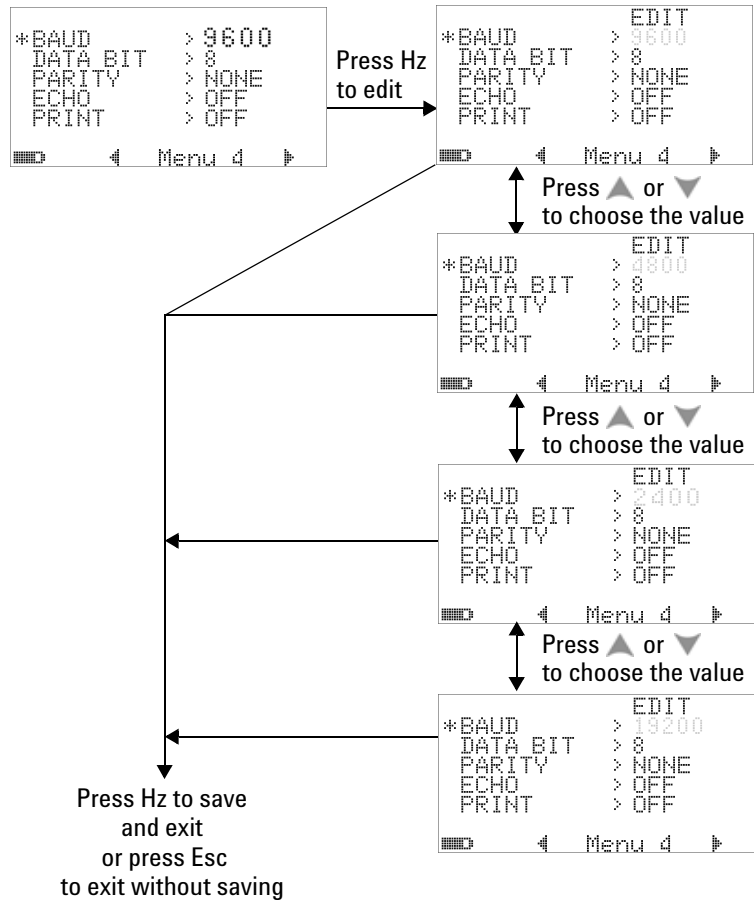 *BAUD > 9600
DATA BIT > 8
PARITY > NONE
ECHO > OFF
PRINT > OFF
Menu 4
Press Hz
to edit
EDIT
*BAUD > 9600
DATA BIT > 8
PARITY > NONE
ECHO > OFF
PRINT > OFF
Menu 4
Press ▲ or ▼
to choose the value
EDIT
*BAUD > 4800
DATA BIT > 8
PARITY > NONE
ECHO > OFF
PRINT > OFF
Menu 4
Press ▲ or ▼
to choose the value
EDIT
*BAUD > 2400
DATA BIT > 8
PARITY > NONE
ECHO > OFF
PRINT > OFF
Menu 4
Press ▲ or ▼
to choose the value
EDIT
*BAUD > 19200
DATA BIT > 8
PARITY > NONE
ECHO > OFF
PRINT > OFF
Menu 4
Press Hz to save
and exit
or press Esc
to exit without saving